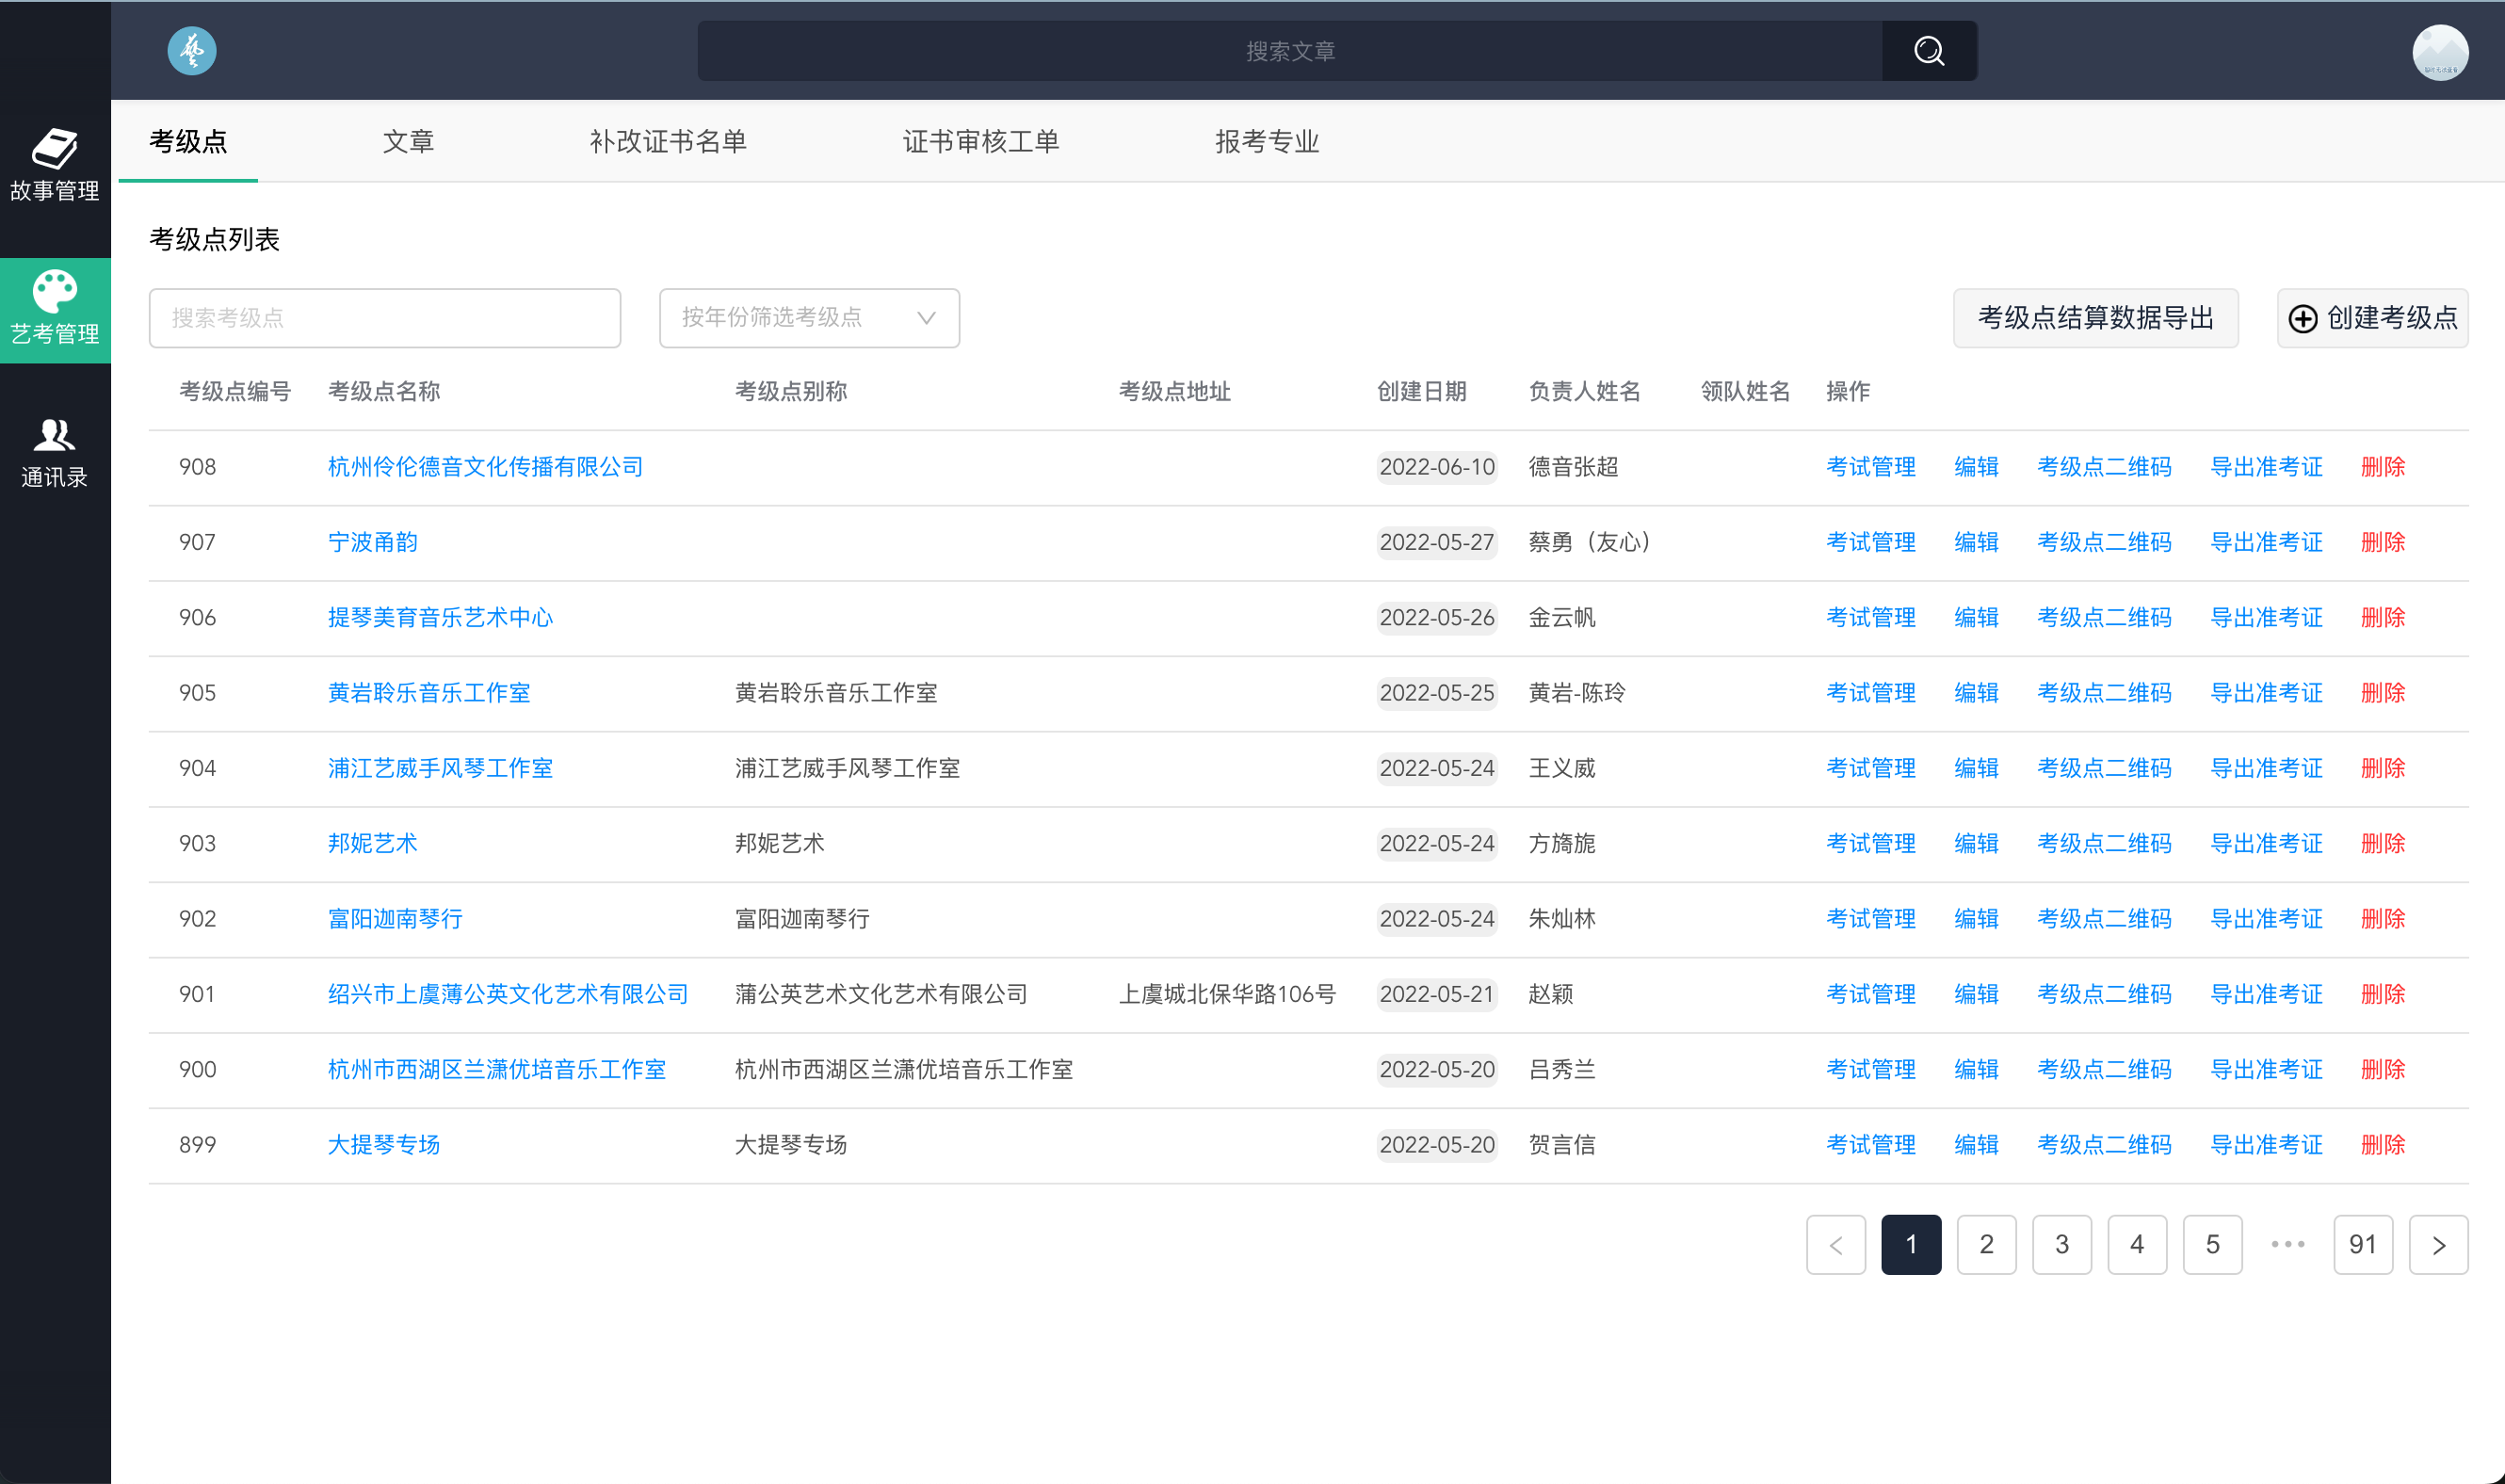 搜索文章
故事管理
艺考管理
通讯录
考级点 文章 补改证书名单 证书审核工单 报考专业
考级点列表
搜索考级点 按年份筛选考级点 考级点结算数据导出 创建考级点
考级点编号 考级点名称 考级点别称 考级点地址 创建日期 负责人姓名 领队姓名 操作
908 杭州伶伦德音文化传播有限公司 2022-06-10 德音张超 考试管理 编辑 考级点二维码 导出准考证 删除
907 宁波甬韵 2022-05-27 蔡勇（友心） 考试管理 编辑 考级点二维码 导出准考证 删除
906 提琴美育音乐艺术中心 2022-05-26 金云帆 考试管理 编辑 考级点二维码 导出准考证 删除
905 黄岩聆乐音乐工作室 黄岩聆乐音乐工作室 2022-05-25 黄岩-陈玲 考试管理 编辑 考级点二维码 导出准考证 删除
904 浦江艺威手风琴工作室 浦江艺威手风琴工作室 2022-05-24 王义威 考试管理 编辑 考级点二维码 导出准考证 删除
903 邦妮艺术 邦妮艺术 2022-05-24 方旖旎 考试管理 编辑 考级点二维码 导出准考证 删除
902 富阳迦南琴行 富阳迦南琴行 2022-05-24 朱灿林 考试管理 编辑 考级点二维码 导出准考证 删除
901 绍兴市上虞薄公英文化艺术有限公司 蒲公英艺术文化艺术有限公司 上虞城北保华路106号 2022-05-21 赵颖 考试管理 编辑 考级点二维码 导出准考证 删除
900 杭州市西湖区兰潇优培音乐工作室 杭州市西湖区兰潇优培音乐工作室 2022-05-20 吕秀兰 考试管理 编辑 考级点二维码 导出准考证 删除
899 大提琴专场 大提琴专场 2022-05-20 贺言信 考试管理 编辑 考级点二维码 导出准考证 删除
< 1 2 3 4 5 ••• 91 >